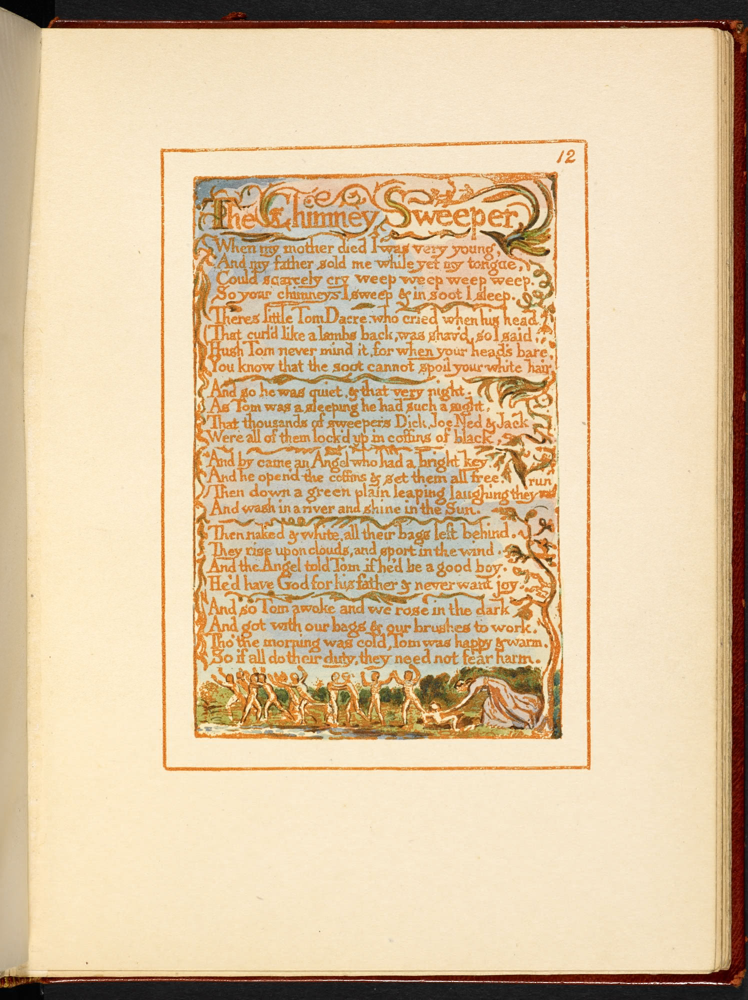 12
The Chimney Sweeper
When my mother died I was very young,
And my father sold me while yet my tongue,
Could scarcely cry weep weep weep weep.
So your chimneys I sweep & in soot I sleep.
Theres little Tom Dacre, who cried when his head
That curl'd like a lambs back, was shav'd, so I said.
Hush Tom never mind it, for when your head's bare,
You know that the soot cannot spoil your white hair
And so he was quiet, & that very night.
As Tom was a sleeping he had such a sight,
That thousands of sweepers Dick, Joe Ned & Jack
Were all of them lock'd up in coffins of black,
And by came an Angel who had a bright key
And he open'd the coffins & set them all free.
run
Then down a green plain leaping laughing they
And wash in a river and shine in the Sun.
Then naked & white, all their bags left behind.
They rise upon clouds, and sport in the wind.
And the Angel told Tom if he'd be a good boy.
He'd have God for his father & never want joy.
And so Tom awoke and we rose in the dark
And got with our bags & our brushes to work.
Tho' the morning was cold, Tom was happy & warm.
So if all do their duty, they need not fear harm.